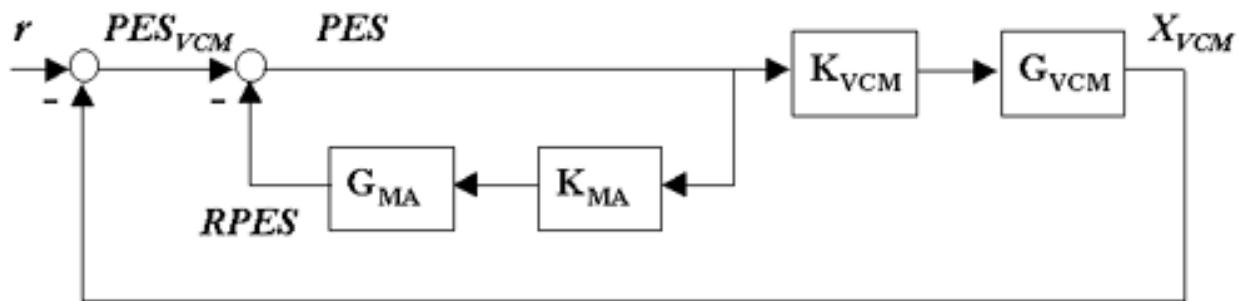 r PES_VCM PES X_VCM
K_VCM G_VCM
- -
G_MA K_MA
RPES